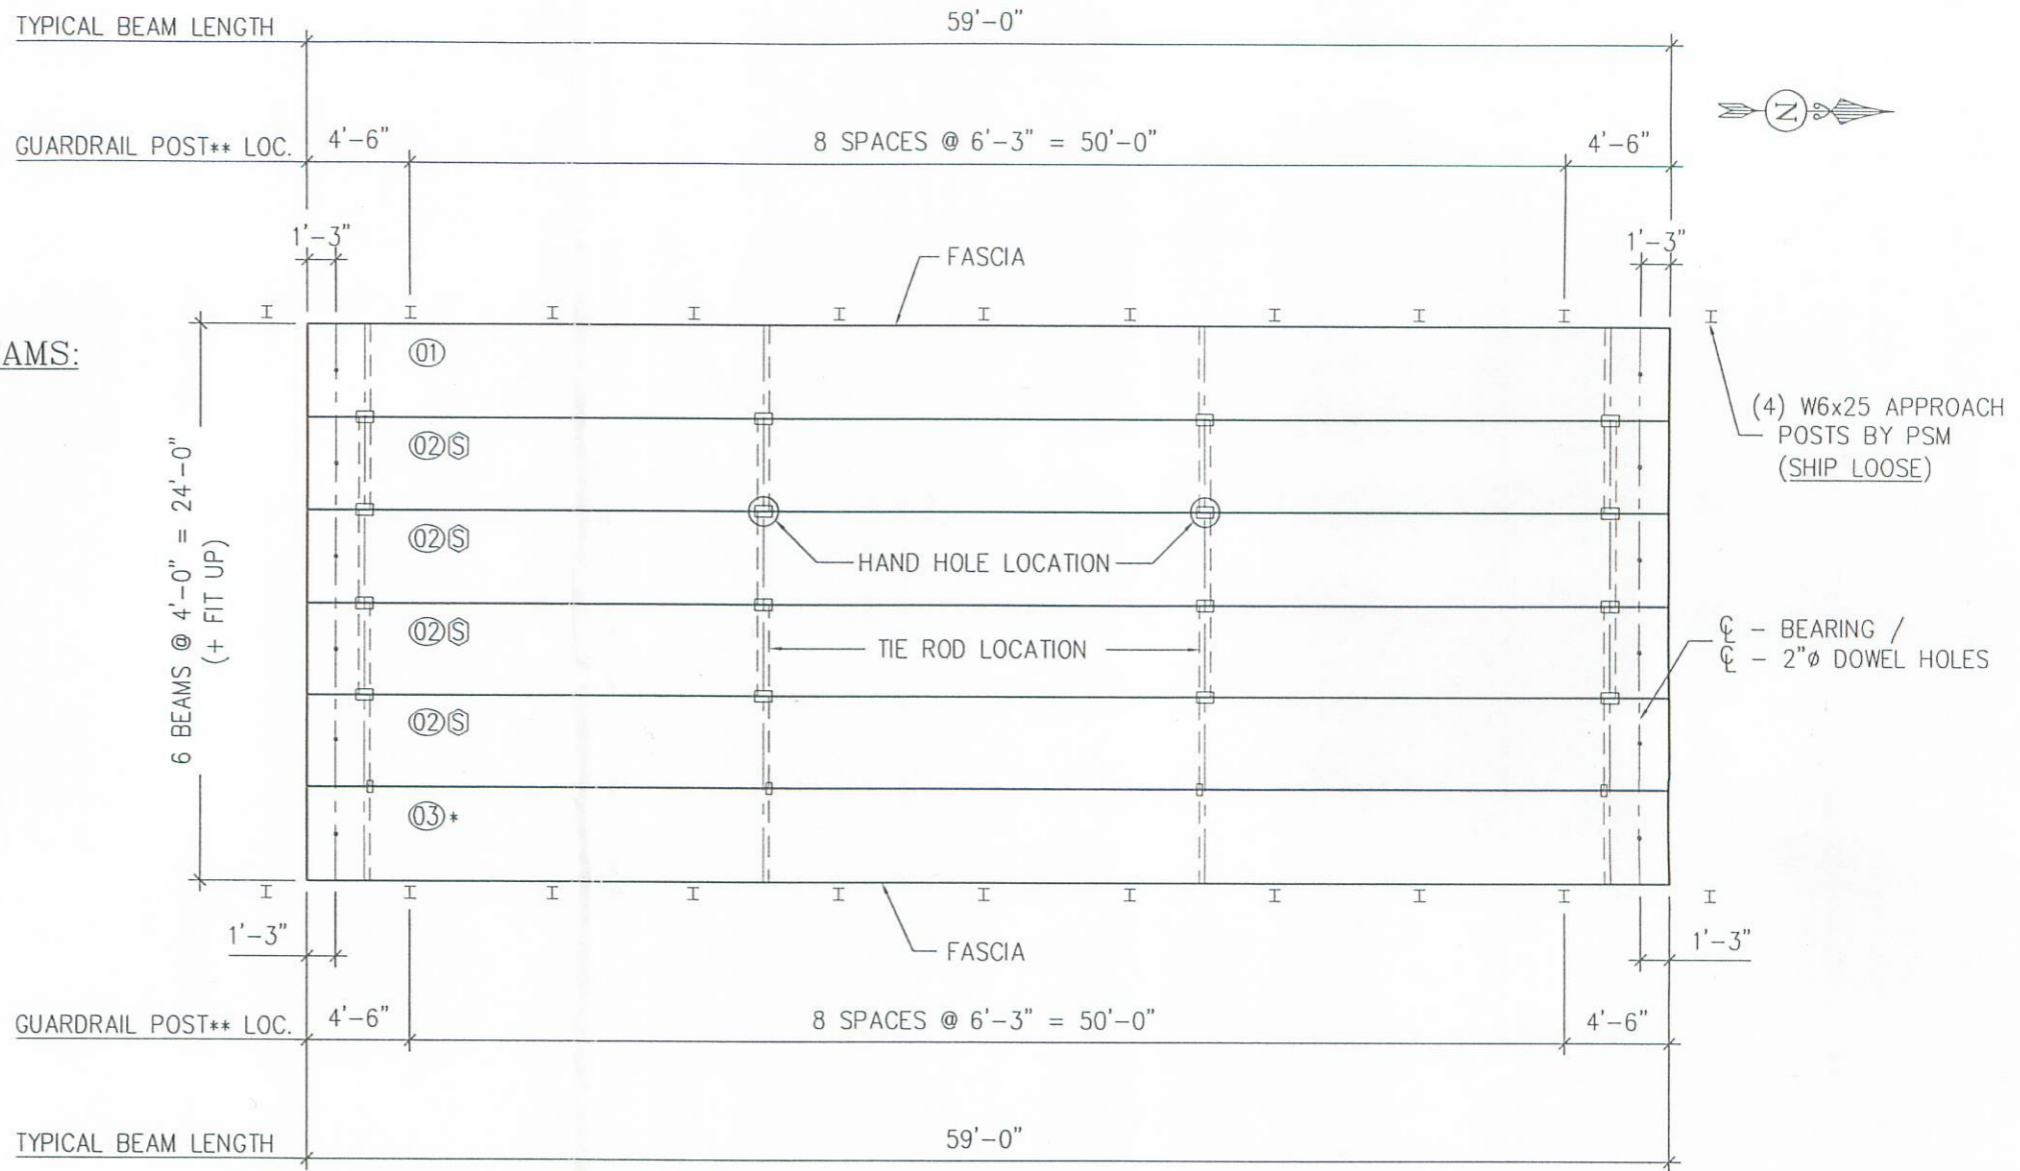 TYPICAL BEAM LENGTH
59'-0"
GUARDRAIL POST** LOC.
4'-6"
8 SPACES @ 6'-3" = 50'-0"
4'-6"
N
1'-3"
1'-3"
FASCIA
AMS:
6 BEAMS @ 4'-0" = 24'-0"
(+ FIT UP)
01
02 S
02 S
02 S
02 S
03 *
HAND HOLE LOCATION
TIE ROD LOCATION
(4) W6x25 APPROACH
POSTS BY PSM
(SHIP LOOSE)
℄ - BEARING /
℄ - 2"ø DOWEL HOLES
1'-3"
FASCIA
1'-3"
GUARDRAIL POST** LOC.
4'-6"
8 SPACES @ 6'-3" = 50'-0"
4'-6"
TYPICAL BEAM LENGTH
59'-0"